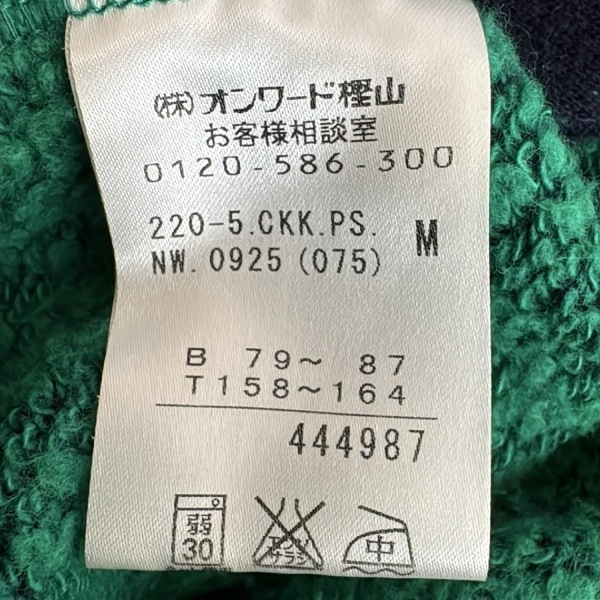 (株)オンワード樫山
お客様相談室
0120-586-300
220-5.CKK.PS.
M
NW. 0925 (075)
B 79～ 87
T158～164
444987
弱
30
中